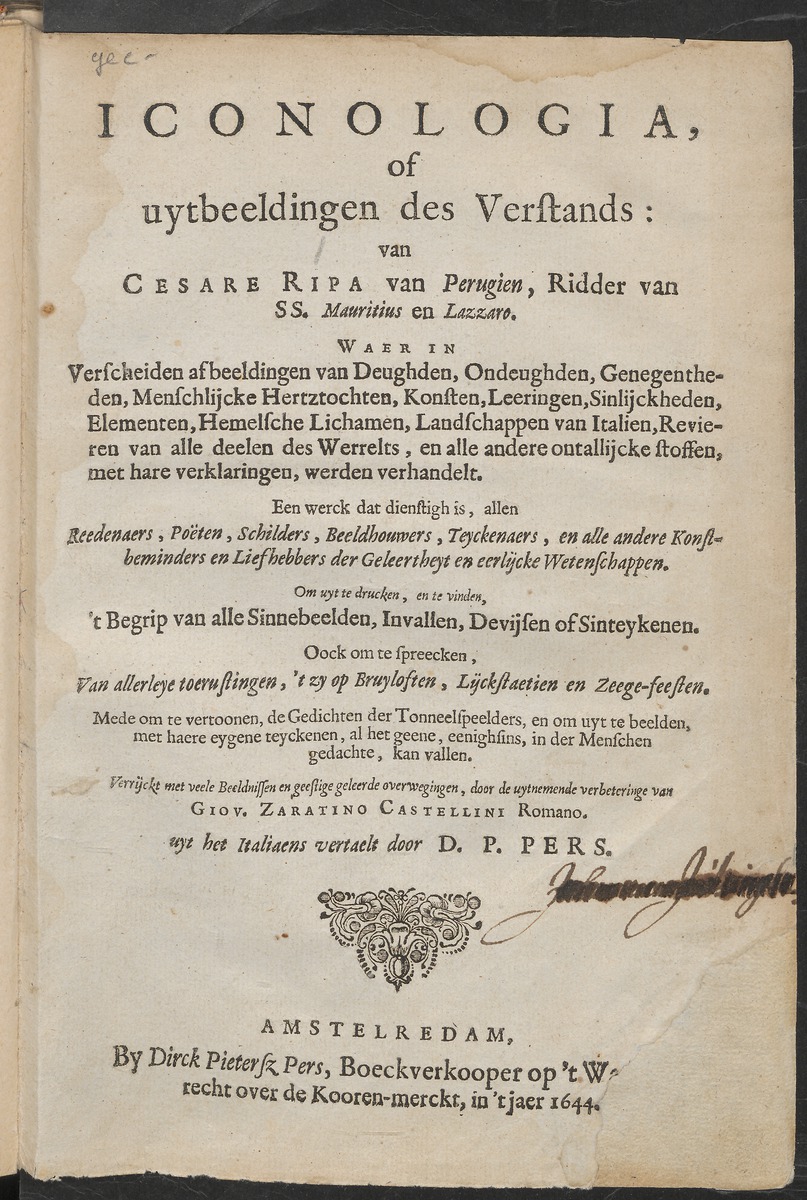 gee-
ICONOLOGIA,
of
uytbeeldingen des Verſtands:
van
CESARE RIPA van Perugien, Ridder van
SS. Mauritius en Lazzaro.
WAER IN
Verſcheiden afbeeldingen van Deughden, Ondeughden, Genegenthe-
den, Menſchlijcke Hertztochten, Konſten, Leeringen, Sinlijckheden,
Elementen, Hemelſche Lichamen, Landſchappen van Italien, Revie-
ren van alle deelen des Werrelts, en alle andere ontallijcke ſtoffen,
met hare verklaringen, werden verhandelt.
Een werck dat dienſtigh is, allen
Reedenaers, Poëten, Schilders, Beeldhouwers, Teyckenaers, en alle andere Konſt-
beminders en Liefhebbers der Geleertheyt en eerlijcke Wetenſchappen.
Om uyt te drucken, en te vinden,
't Begrip van alle Sinnebeelden, Invallen, Devijſen of Sinteykenen.
Oock om te ſpreecken,
Van allerleye toeruſtingen, 't zy op Bruyloften, Lijckſtaetien en Zeege-feeſten.
Mede om te vertoonen, de Gedichten der Tonneelſpeelders, en om uyt te beelden,
met haere eygene teyckenen, al het geene, eenighſins, in der Menſchen
gedachte, kan vallen.
Verrijckt met veele Beeldniſſen en geeſtige geleerde overwegingen, door de uytnemende verbeteringe van
GIOV. ZARATINO CASTELLINI Romano.
uyt het Italiaens vertaelt door D. P. PERS.
AMSTELREDAM,
By Dirck Pieterſz Pers, Boeckverkooper op 't W
recht over de Kooren-merckt, in 't jaer 1644.